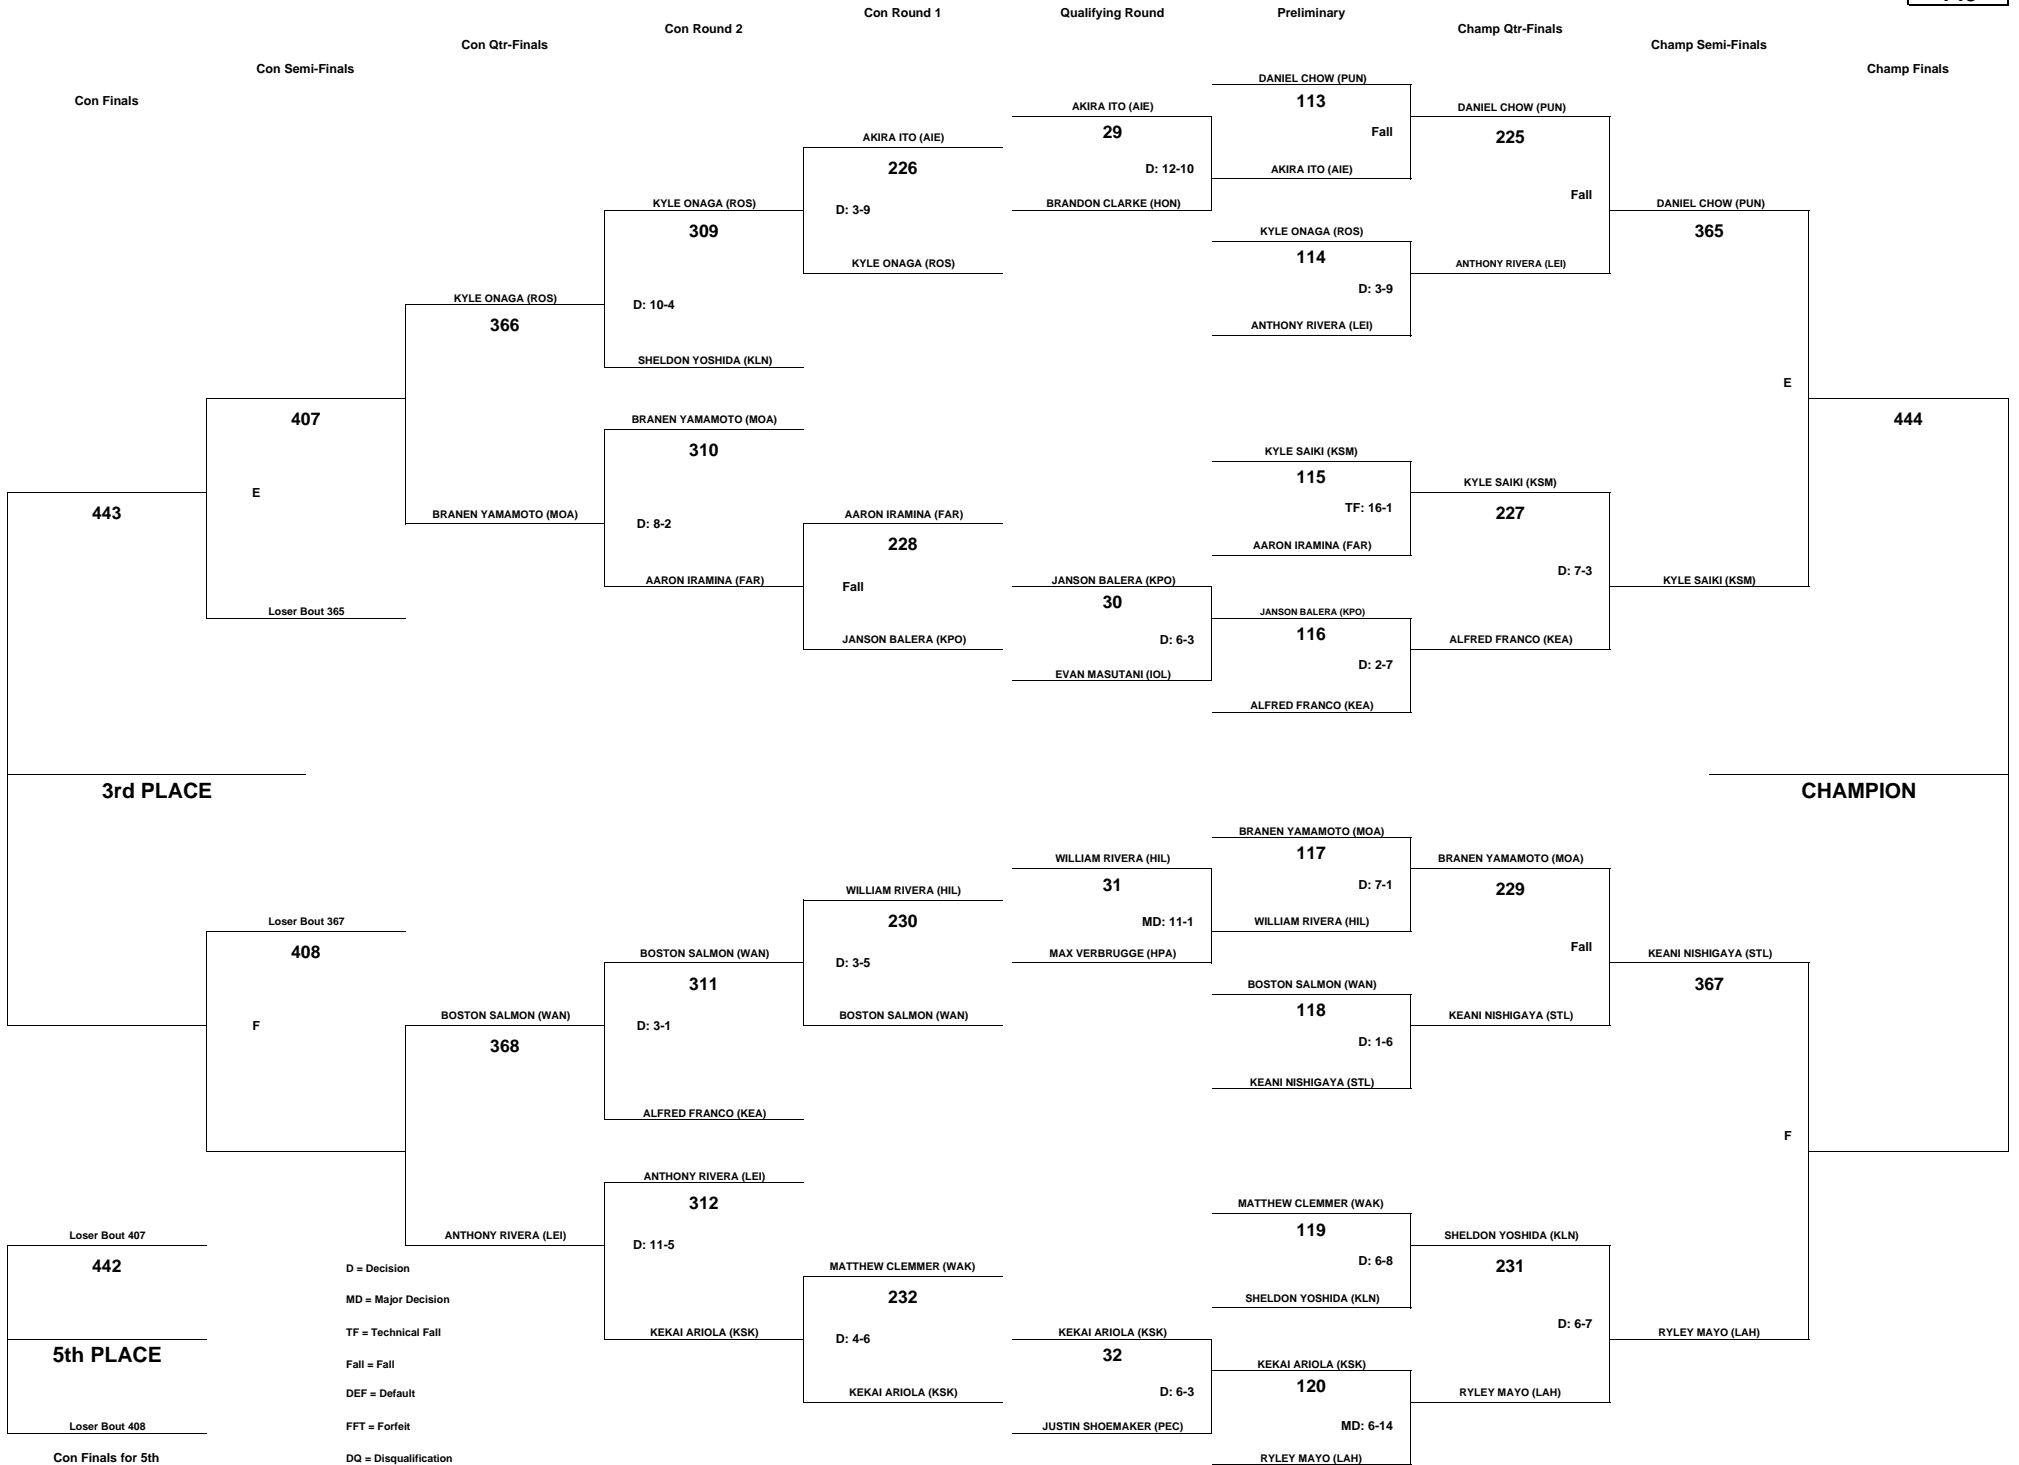 Con Round 1
Qualifying Round
Preliminary
Con Round 2
Champ Qtr-Finals
Con Qtr-Finals
Champ Semi-Finals
Con Semi-Finals
Champ Finals
Con Finals
DANIEL CHOW (PUN)
113
Fall
AKIRA ITO (AIE)
AKIRA ITO (AIE)
29
D: 12-10
BRANDON CLARKE (HON)
DANIEL CHOW (PUN)
225
Fall
ANTHONY RIVERA (LEI)
AKIRA ITO (AIE)
226
D: 3-9
KYLE ONAGA (ROS)
KYLE ONAGA (ROS)
309
D: 10-4
SHELDON YOSHIDA (KLN)
DANIEL CHOW (PUN)
365
E
KYLE SAIKI (KSM)
KYLE ONAGA (ROS)
114
D: 3-9
ANTHONY RIVERA (LEI)
KYLE ONAGA (ROS)
366
BRANEN YAMAMOTO (MOA)
407
E
Loser Bout 365
444
BRANEN YAMAMOTO (MOA)
310
D: 8-2
AARON IRAMINA (FAR)
KYLE SAIKI (KSM)
115
TF: 16-1
AARON IRAMINA (FAR)
KYLE SAIKI (KSM)
227
D: 7-3
ALFRED FRANCO (KEA)
443
AARON IRAMINA (FAR)
228
Fall
JANSON BALERA (KPO)
JANSON BALERA (KPO)
30
D: 6-3
EVAN MASUTANI (IOL)
JANSON BALERA (KPO)
116
D: 2-7
ALFRED FRANCO (KEA)
3rd PLACE
CHAMPION
BRANEN YAMAMOTO (MOA)
117
D: 7-1
WILLIAM RIVERA (HIL)
WILLIAM RIVERA (HIL)
31
MD: 11-1
MAX VERBRUGGE (HPA)
BRANEN YAMAMOTO (MOA)
229
Fall
KEANI NISHIGAYA (STL)
WILLIAM RIVERA (HIL)
230
D: 3-5
BOSTON SALMON (WAN)
Loser Bout 367
408
F
BOSTON SALMON (WAN)
311
D: 3-1
ALFRED FRANCO (KEA)
KEANI NISHIGAYA (STL)
367
F
RYLEY MAYO (LAH)
BOSTON SALMON (WAN)
118
D: 1-6
KEANI NISHIGAYA (STL)
BOSTON SALMON (WAN)
368
ANTHONY RIVERA (LEI)
ANTHONY RIVERA (LEI)
312
D: 11-5
KEKAI ARIOLA (KSK)
MATTHEW CLEMMER (WAK)
119
D: 6-8
SHELDON YOSHIDA (KLN)
SHELDON YOSHIDA (KLN)
231
D: 6-7
RYLEY MAYO (LAH)
MATTHEW CLEMMER (WAK)
232
D: 4-6
KEKAI ARIOLA (KSK)
KEKAI ARIOLA (KSK)
32
D: 6-3
JUSTIN SHOEMAKER (PEC)
KEKAI ARIOLA (KSK)
120
MD: 6-14
RYLEY MAYO (LAH)
Loser Bout 407
442
5th PLACE
Loser Bout 408
Con Finals for 5th
D = Decision
MD = Major Decision
TF = Technical Fall
Fall = Fall
DEF = Default
FFT = Forfeit
DQ = Disqualification